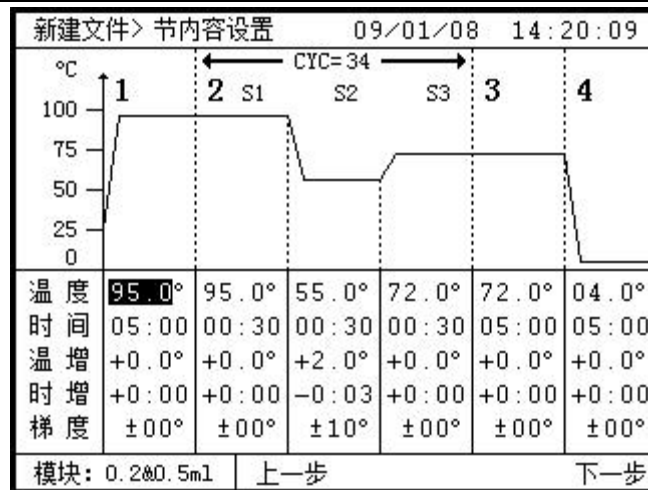 新建文件> 节内容设置 09/01/08 14:20:09
℃ CYC=34
1 2 S1 S2 S3 3 4
100
75
50
25
0
温 度 95.0° 95.0° 55.0° 72.0° 72.0° 04.0°
时 间 05:00 00:30 00:30 00:30 05:00 05:00
温 增 +0.0° +0.0° +2.0° +0.0° +0.0° +0.0°
时 增 +0:00 +0:00 -0:03 +0:00 +0:00 +0:00
梯 度 ±00° ±00° ±10° ±00° ±00° ±00°
模块: 0.2&0.5ml 上一步 下一步